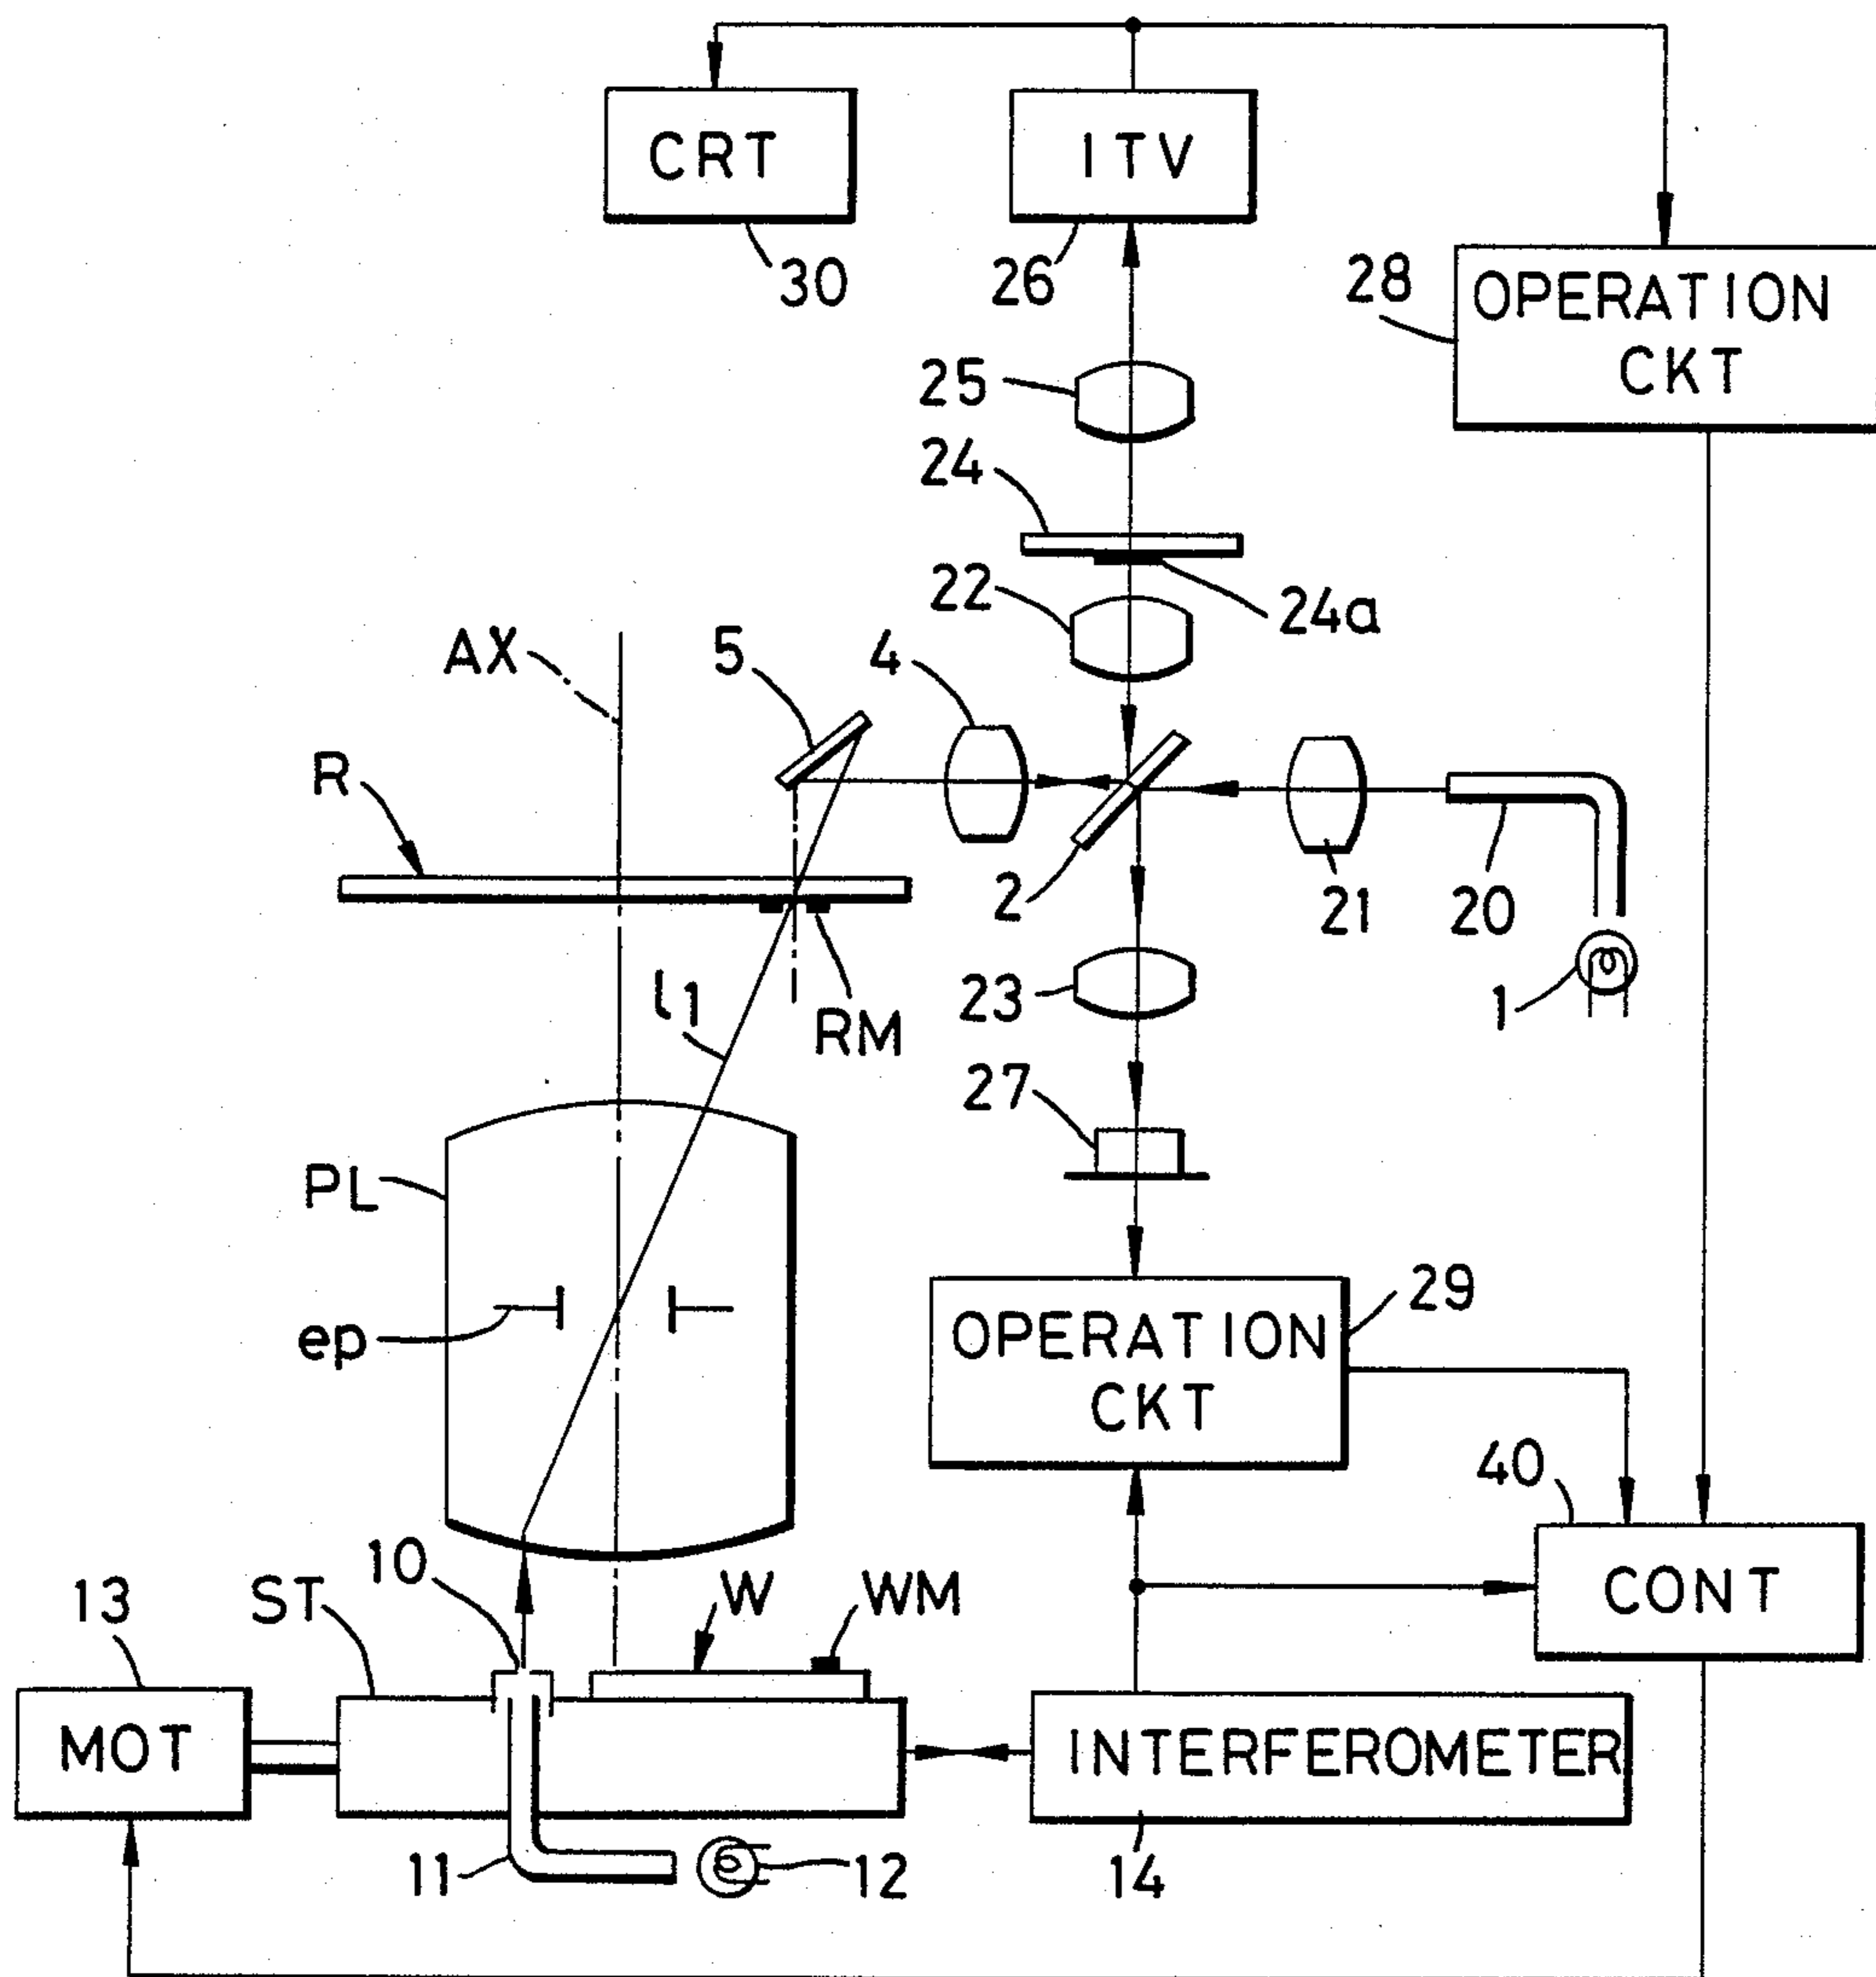 CRT
ITV
30
26
28
OPERATION
CKT
25
24
22
24a
AX
5
4
R
2
21
20
1
23
l1
RM
27
PL
29
OPERATION
CKT
ep
40
10
W
WM
CONT
13
ST
MOT
INTERFEROMETER
11
12
14